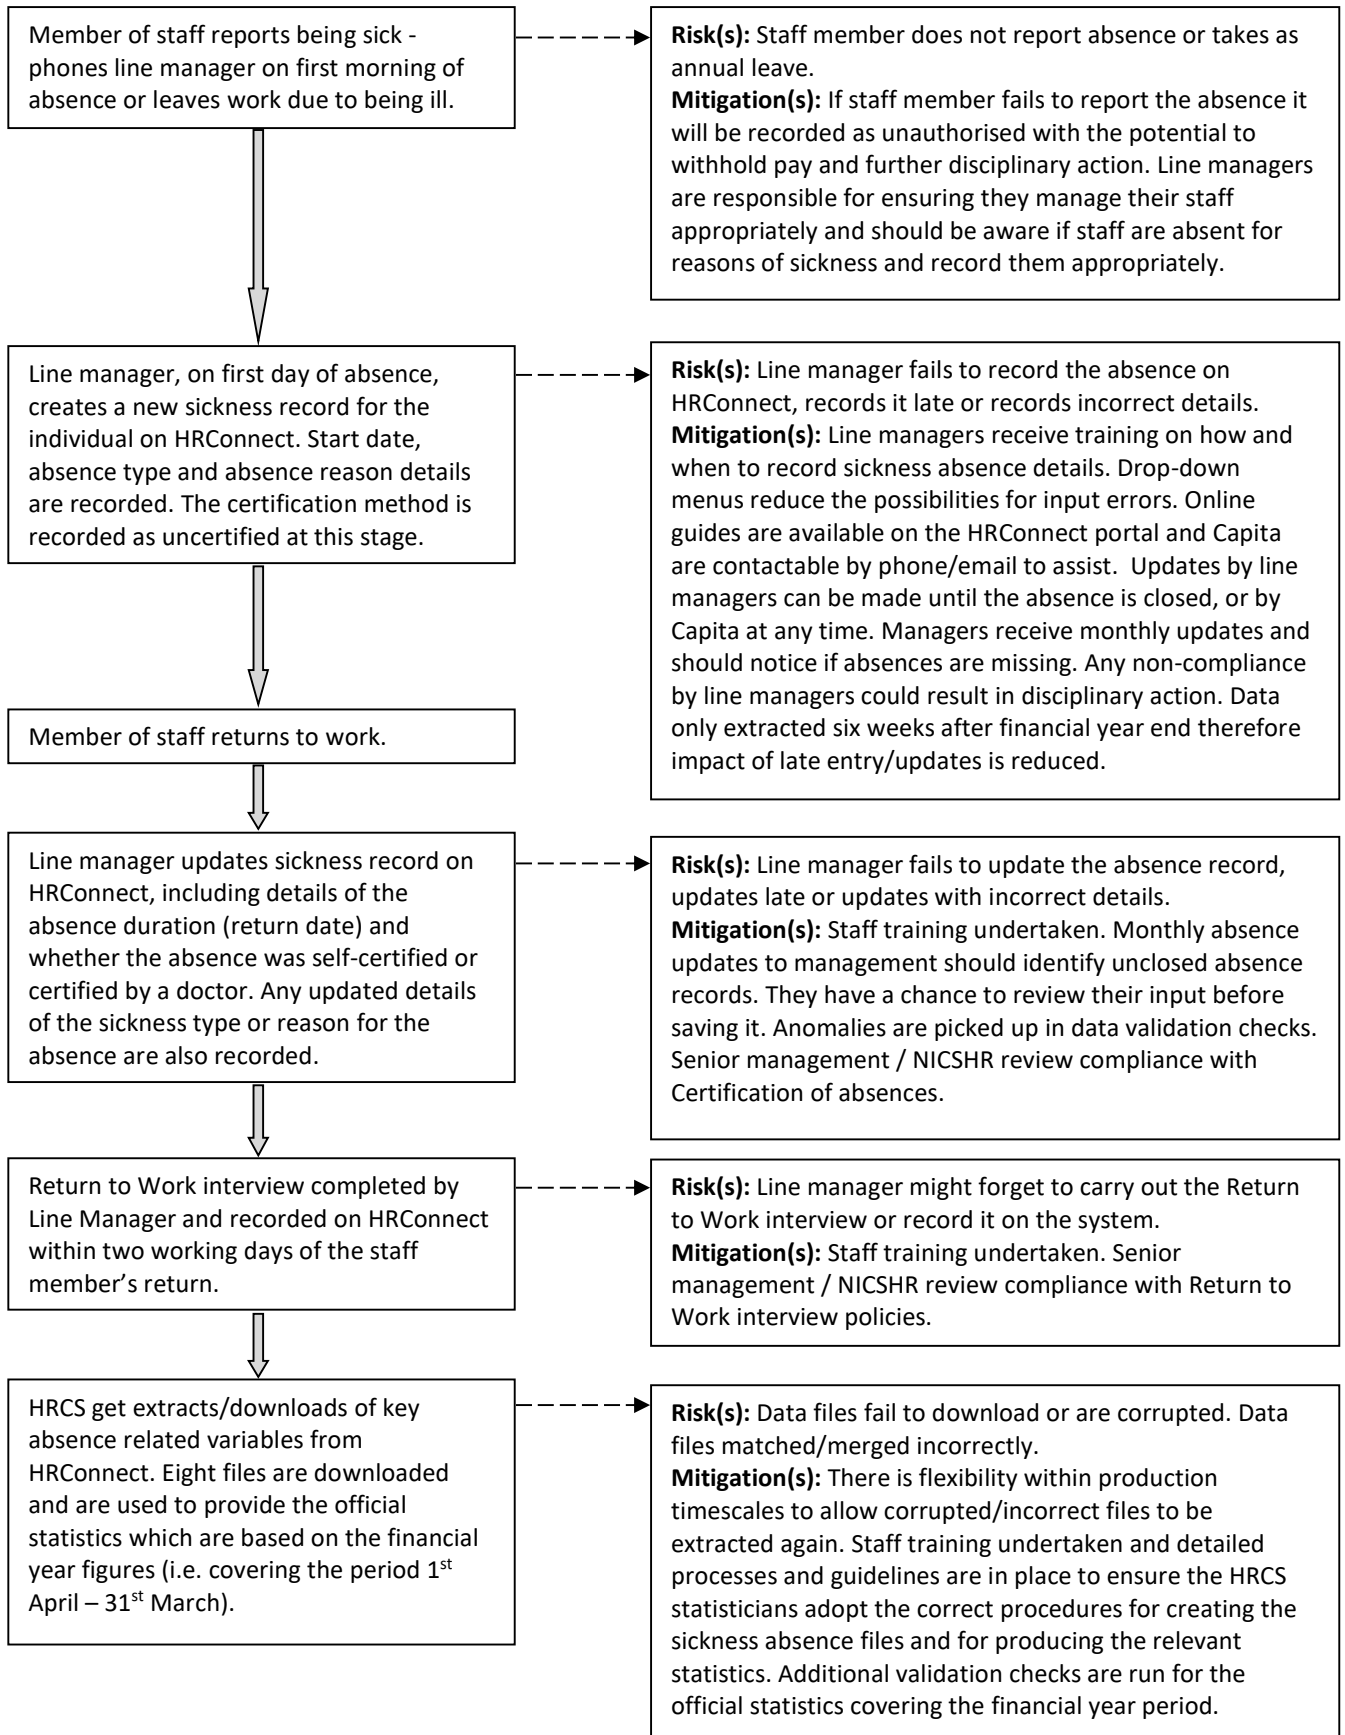 Member of staff reports being sick -
phones line manager on first morning of
absence or leaves work due to being ill.
Risk(s): Staff member does not report absence or takes as
annual leave.
Mitigation(s): If staff member fails to report the absence it
will be recorded as unauthorised with the potential to
withhold pay and further disciplinary action. Line managers
are responsible for ensuring they manage their staff
appropriately and should be aware if staff are absent for
reasons of sickness and record them appropriately.
Line manager, on first day of absence,
creates a new sickness record for the
individual on HRConnect. Start date,
absence type and absence reason details
are recorded. The certification method is
recorded as uncertified at this stage.
Risk(s): Line manager fails to record the absence on
HRConnect, records it late or records incorrect details.
Mitigation(s): Line managers receive training on how and
when to record sickness absence details. Drop-down
menus reduce the possibilities for input errors. Online
guides are available on the HRConnect portal and Capita
are contactable by phone/email to assist.  Updates by line
managers can be made until the absence is closed, or by
Capita at any time. Managers receive monthly updates and
should notice if absences are missing. Any non-compliance
by line managers could result in disciplinary action. Data
only extracted six weeks after financial year end therefore
impact of late entry/updates is reduced.
Member of staff returns to work.
Line manager updates sickness record on
HRConnect, including details of the
absence duration (return date) and
whether the absence was self-certified or
certified by a doctor. Any updated details
of the sickness type or reason for the
absence are also recorded.
Risk(s): Line manager fails to update the absence record,
updates late or updates with incorrect details.
Mitigation(s): Staff training undertaken. Monthly absence
updates to management should identify unclosed absence
records. They have a chance to review their input before
saving it. Anomalies are picked up in data validation checks.
Senior management / NICSHR review compliance with
Certification of absences.
Return to Work interview completed by
Line Manager and recorded on HRConnect
within two working days of the staff
member’s return.
Risk(s): Line manager might forget to carry out the Return
to Work interview or record it on the system.
Mitigation(s): Staff training undertaken. Senior
management / NICSHR review compliance with Return to
Work interview policies.
HRCS get extracts/downloads of key
absence related variables from
HRConnect. Eight files are downloaded
and are used to provide the official
statistics which are based on the financial
year figures (i.e. covering the period 1st
April – 31st March).
Risk(s): Data files fail to download or are corrupted. Data
files matched/merged incorrectly.
Mitigation(s): There is flexibility within production
timescales to allow corrupted/incorrect files to be
extracted again. Staff training undertaken and detailed
processes and guidelines are in place to ensure the HRCS
statisticians adopt the correct procedures for creating the
sickness absence files and for producing the relevant
statistics. Additional validation checks are run for the
official statistics covering the financial year period.